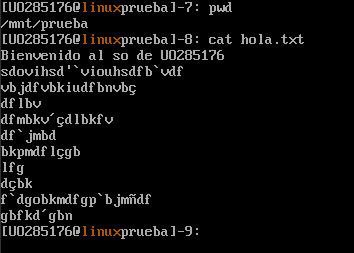 [UO285176@linuxprueba]-7: pwd
/mnt/prueba
[UO285176@linuxprueba]-8: cat hola.txt
Bienvenido al so de UO285176
sdovihsd'`viouhsdfb`vdf
vbjdfvbkiudfbnvbç
dflbv
dfmbkv´çdlbkfv
df`jmbd
bkpmdflçgb
lfg
dçbk
f`dgobkmdfgp`bjmñdf
gbfkd´gbn
[UO285176@linuxprueba]-9: